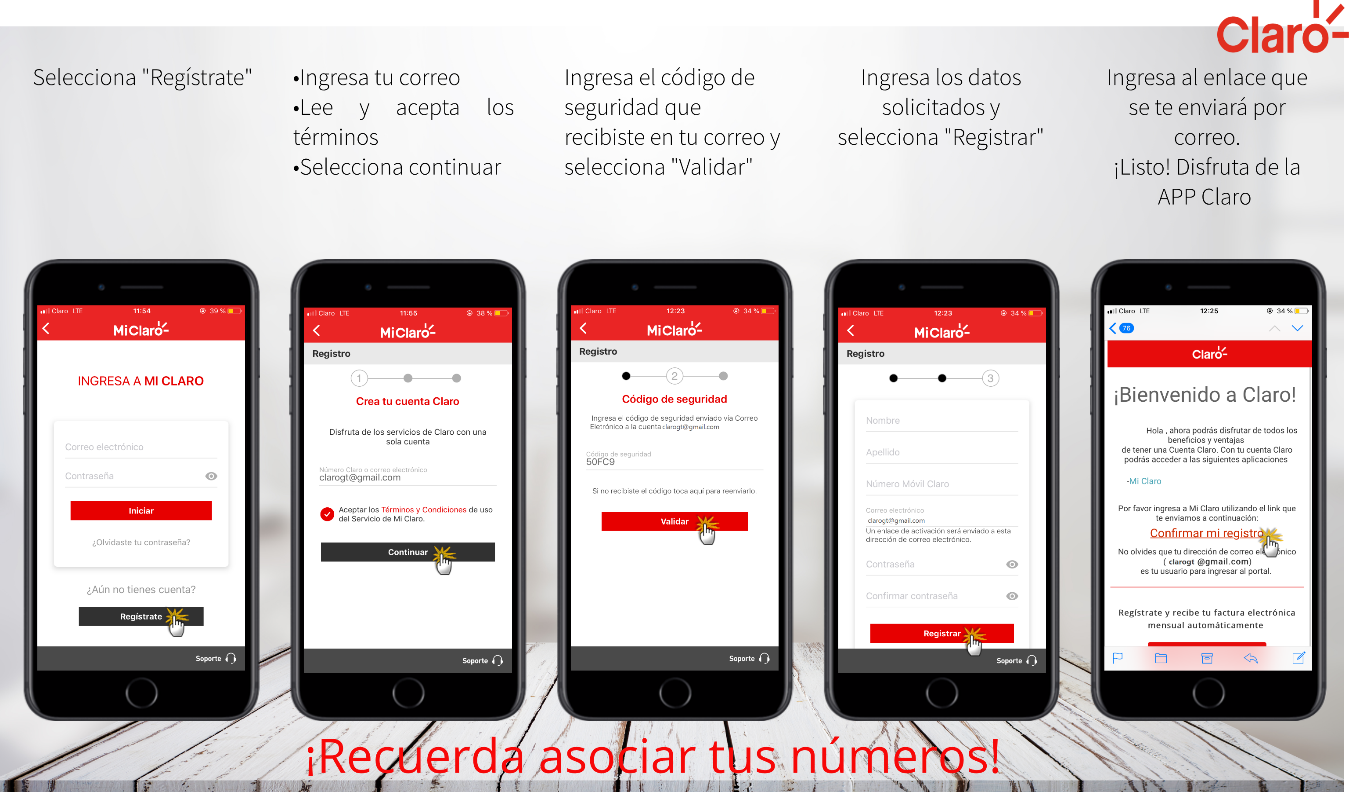 Claro
Selecciona "Regístrate"
•Ingresa tu correo
•Lee y acepta los
términos
•Selecciona continuar
Ingresa el código de
seguridad que
recibiste en tu correo y
selecciona "Validar"
Ingresa los datos
solicitados y
selecciona "Registrar"
Ingresa al enlace que
se te enviará por
correo.
¡Listo! Disfruta de la
APP Claro
Claro LTE 11:54 39 %
MiClaro
INGRESA A MI CLARO
Correo electrónico
Contraseña
Iniciar
¿Olvidaste tu contraseña?
¿Aún no tienes cuenta?
Regístrate
Soporte
Claro LTE 11:55 38 %
MiClaro
Registro
1
Crea tu cuenta Claro
Disfruta de los servicios de Claro con una
sola cuenta
Número Claro o correo electrónico
clarogt@gmail.com
Aceptar los Términos y Condiciones de uso
del Servicio de Mi Claro.
Continuar
Soporte
Claro LTE 12:23 34 %
MiClaro
Registro
2
Código de seguridad
Ingresa el código de seguridad enviado vía Correo
Eletrónico a la cuenta clarogt@gmail.com
Código de seguridad
50FC9
Si no recibiste el código toca aquí para reenviarlo
Validar
Soporte
Claro LTE 12:23 34 %
MiClaro
Registro
3
Nombre
Apellido
Número Móvil Claro
Correo electrónico
clarogt@gmail.com
Un enlace de activación será enviado a esta
dirección de correo electrónico.
Contraseña
Confirmar contraseña
Registrar
Soporte
Claro LTE 12:25 34 %
76
Claro
¡Bienvenido a Claro!
Hola , ahora podrás disfrutar de todos los
beneficios y ventajas
de tener una Cuenta Claro. Con tu cuenta Claro
podrás acceder a las siguientes aplicaciones
-Mi Claro
Por favor ingresa a Mi Claro utilizando el link que
te enviamos a continuación:
Confirmar mi registro
No olvides que tu dirección de correo electrónico
( clarogt @gmail.com)
es tu usuario para ingresar al portal.
Regístrate y recibe tu factura electrónica
mensual automáticamente
¡Recuerda asociar tus números!